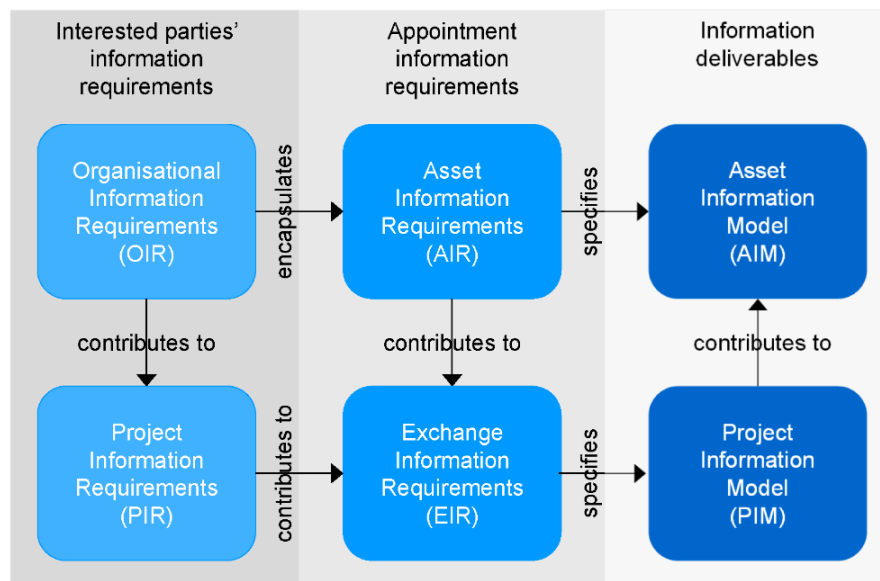 Interested parties'
information
requirements
Appointment
information
requirements
Information
deliverables
Organisational
Information
Requirements
(OIR)
encapsulates
Asset
Information
Requirements
(AIR)
specifies
Asset
Information
Model
(AIM)
contributes to
contributes to
contributes to
Project
Information
Requirements
(PIR)
contributes to
Exchange
Information
Requirements
(EIR)
specifies
Project
Information
Model
(PIM)